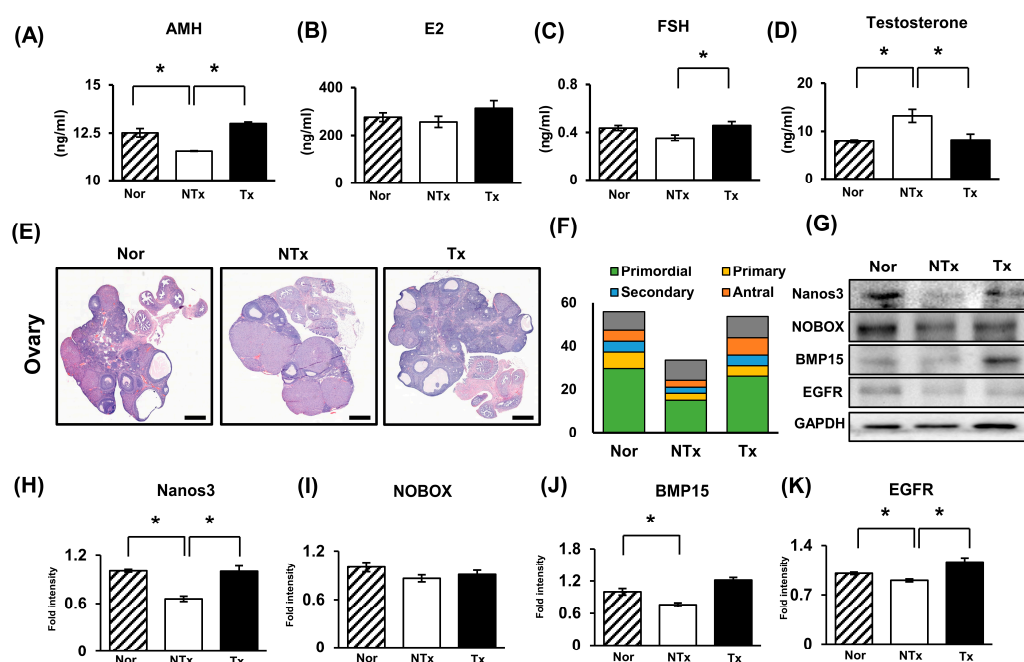 (A)
AMH
*
*
(ng/ml)
15
12.5
10
Nor
NTx
Tx
(B)
E2
400
200
0
Nor
NTx
Tx
(C)
FSH
*
(ng/ml)
0.8
0.4
0
Nor
NTx
Tx
(D)
Testosterone
*
*
(ng/ml)
20
10
0
Nor
NTx
Tx
(E)
Nor
NTx
Tx
Ovary
(F)
Primordial
Primary
Secondary
Antral
60
40
20
0
Nor
NTx
Tx
(G)
Nor
NTx
Tx
Nanos3
NOBOX
BMP15
EGFR
GAPDH
(H)
Nanos3
*
*
Fold intensity
1.2
0.6
0
Nor
NTx
Tx
(I)
NOBOX
Fold intensity
1.2
0.6
0
Nor
NTx
Tx
(J)
BMP15
*
Fold intensity
1.8
1.2
0.6
0
Nor
NTx
Tx
(K)
EGFR
*
*
Fold intensity
1.4
0.7
0
Nor
NTx
Tx